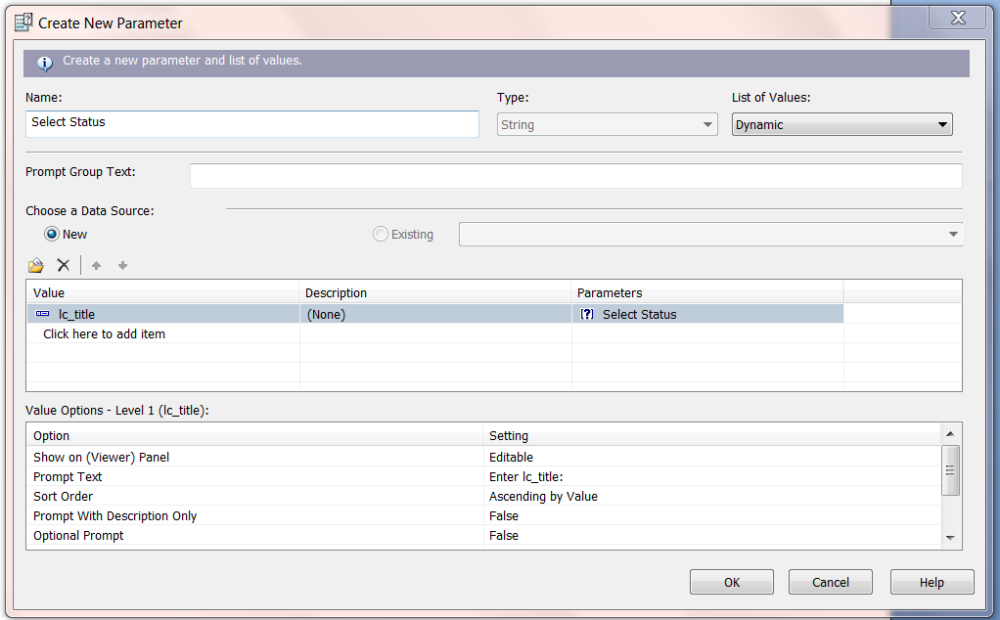 Create New Parameter
Create a new parameter and list of values.
Name: Type: List of Values:
Select Status String Dynamic
Prompt Group Text:
Choose a Data Source:
New Existing
Value Description Parameters
lc_title (None) [?] Select Status
Click here to add item
Value Options - Level 1 (lc_title):
Option Setting
Show on (Viewer) Panel Editable
Prompt Text Enter lc_title:
Sort Order Ascending by Value
Prompt With Description Only False
Optional Prompt False
OK Cancel Help